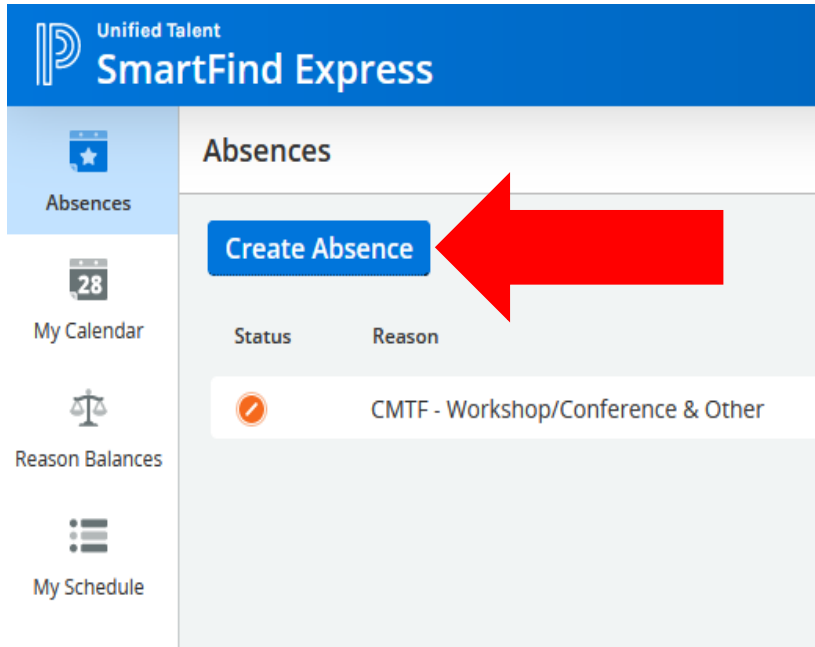 Unified Talent
SmartFind Express
Absences
Absences
Create Absence
28
My Calendar
Status Reason
CMTF - Workshop/Conference & Other
Reason Balances
My Schedule